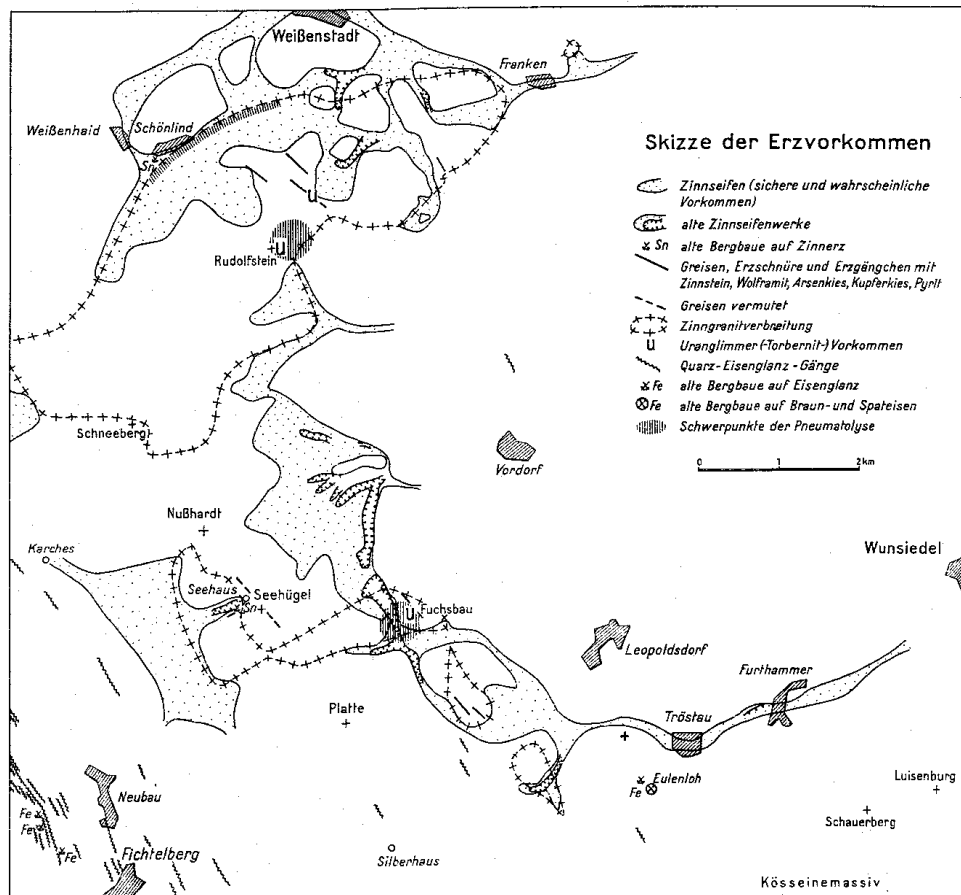 Weißenstadt
Franken
Weißenhaid
Schönlind
Sn
u
u
Rudolfstein
Skizze der Erzvorkommen
Zinnseifen (sichere und wahrscheinliche
Vorkommen)
alte Zinnseifenwerke
Sn alte Bergbaue auf Zinnerz
Greisen, Erzschnüre und Erzgängchen mit
Zinnstein, Wolframit, Arsenkies, Kupferkies, Pyrit
Greisen vermutet
Zinngranitverbreitung
u Uranglimmer (-Torbernit-) Vorkommen
Quarz-Eisenglanz-Gänge
Fe alte Bergbaue auf Eisenglanz
Fe alte Bergbaue auf Braun- und Spateisen
Schwerpunkte der Pneumatolyse
0 1 2 km
Schneeberg
Vordorf
Nußhardt
Karches
Wunsiedel
Seehaus
Seehügel
Sn
u
Fuchsbau
Leopoldsdorf
Furthammer
Platte
Tröstau
Eulenloh
Fe
Luisenburg
Neubau
Fe
Fe
Fe
Schauerberg
Fichtelberg
Silberhaus
Kösseinemassiv